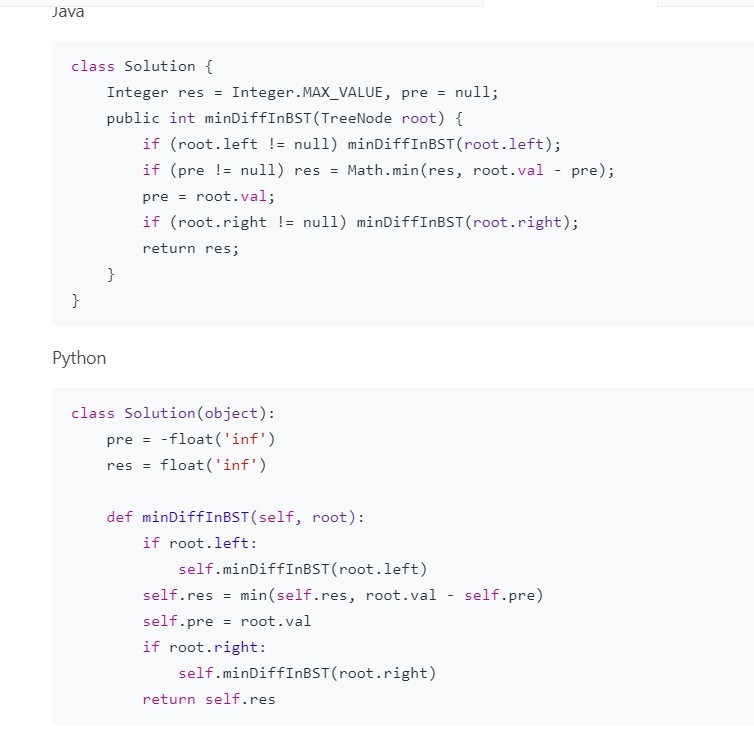 Java
class Solution {
    Integer res = Integer.MAX_VALUE, pre = null;
    public int minDiffInBST(TreeNode root) {
        if (root.left != null) minDiffInBST(root.left);
        if (pre != null) res = Math.min(res, root.val - pre);
        pre = root.val;
        if (root.right != null) minDiffInBST(root.right);
        return res;
    }
}
Python
class Solution(object):
    pre = -float('inf')
    res = float('inf')

    def minDiffInBST(self, root):
        if root.left:
            self.minDiffInBST(root.left)
        self.res = min(self.res, root.val - self.pre)
        self.pre = root.val
        if root.right:
            self.minDiffInBST(root.right)
        return self.res